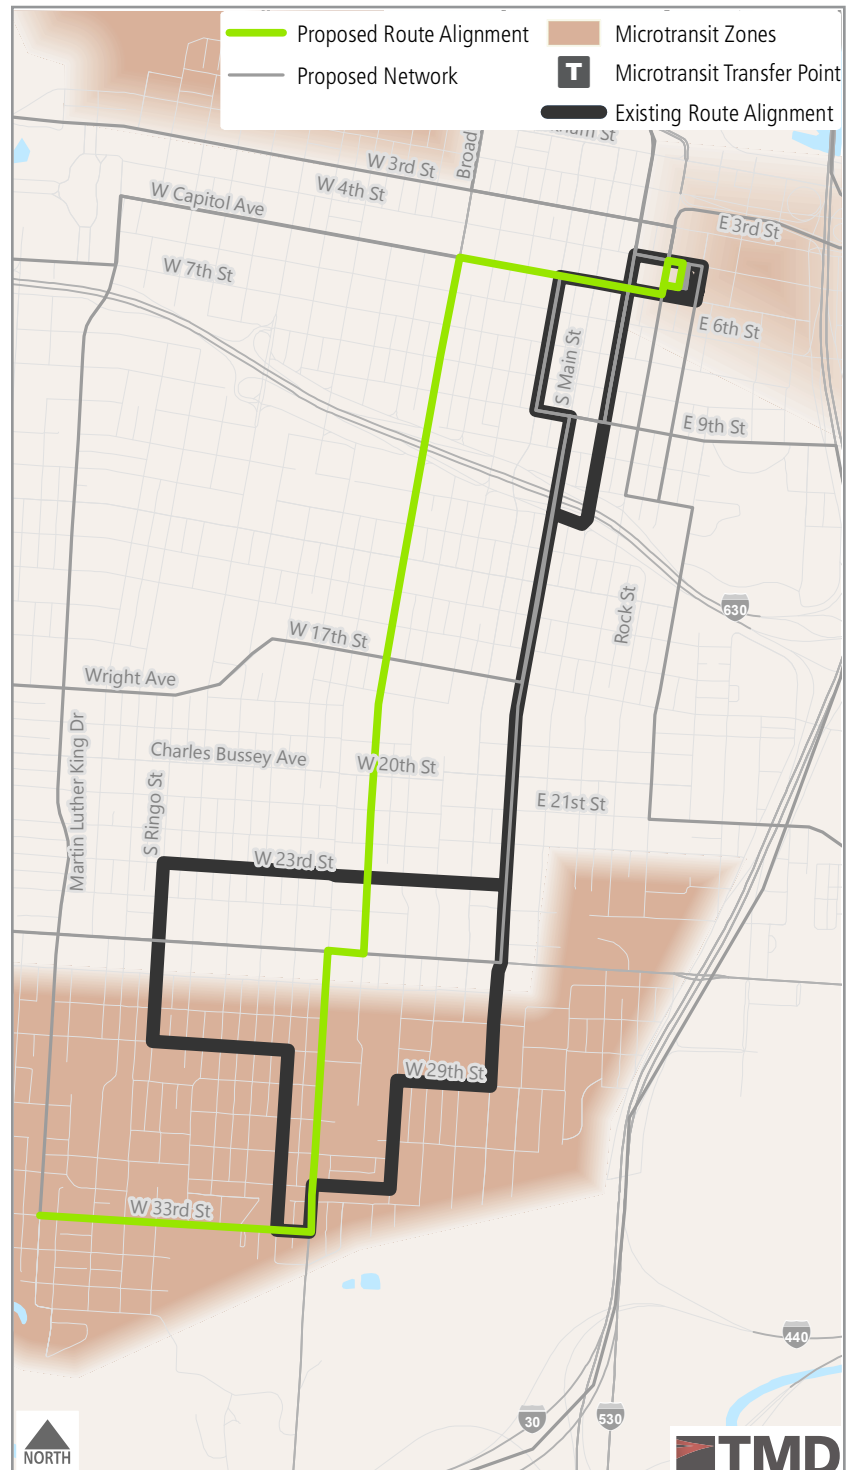 Proposed Route Alignment
Microtransit Zones
Proposed Network
T
Microtransit Transfer Point
Existing Route Alignment
Broad
W 3rd St
W 4th St
W Capitol Ave
W 7th St
E 3rd St
E 6th St
S Main St
E 9th St
Rock St
630
W 17th St
Wright Ave
Martin Luther King Dr
Charles Bussey Ave
W 20th St
S Ringo St
E 21st St
W 23rd St
W 29th St
W 33rd St
440
30
530
NORTH
TMD